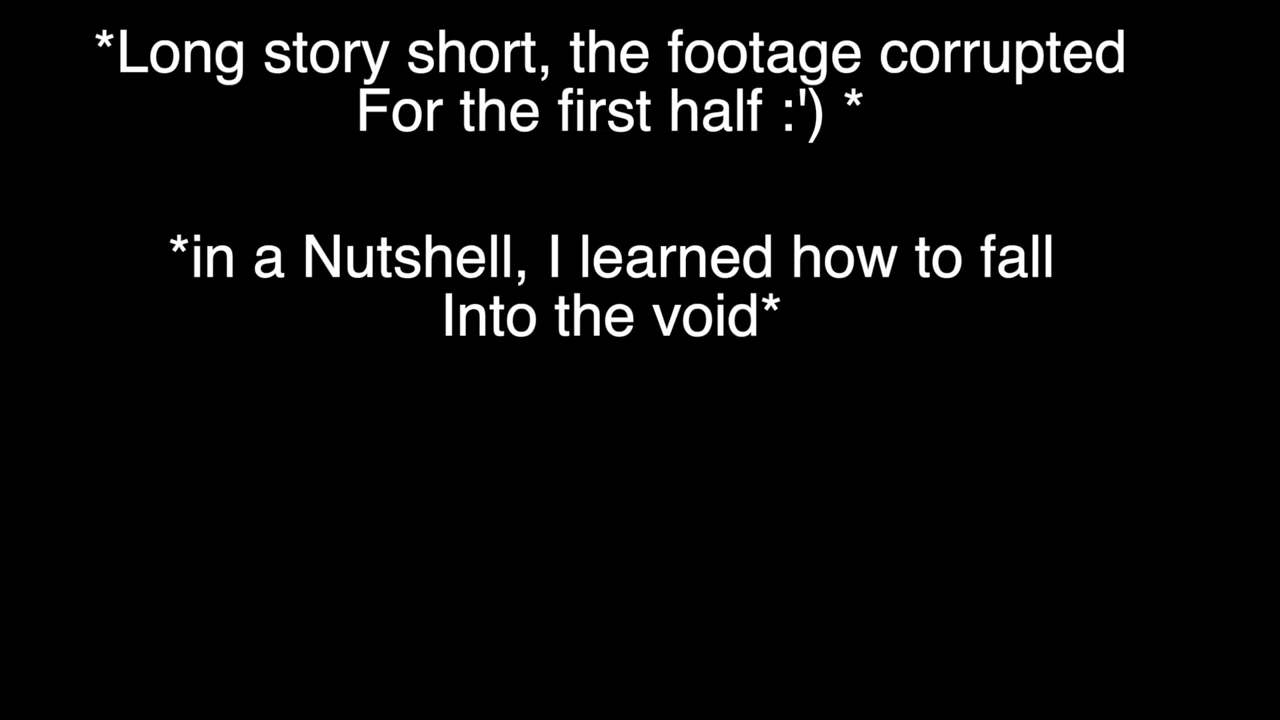 *Long story short, the footage corrupted
For the first half :') *
*in a Nutshell, I learned how to fall
Into the void*